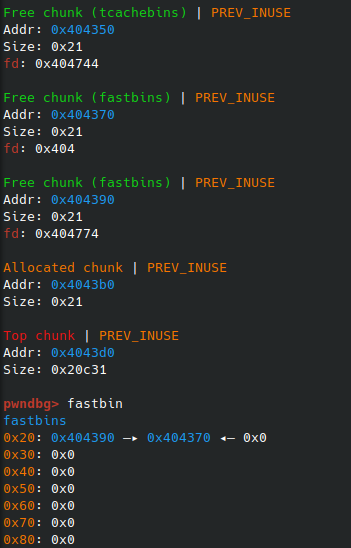 Free chunk (tcachebins) | PREV_INUSE
Addr: 0x404350
Size: 0x21
fd: 0x404744
Free chunk (fastbins) | PREV_INUSE
Addr: 0x404370
Size: 0x21
fd: 0x404
Free chunk (fastbins) | PREV_INUSE
Addr: 0x404390
Size: 0x21
fd: 0x404774
Allocated chunk | PREV_INUSE
Addr: 0x4043b0
Size: 0x21
Top chunk | PREV_INUSE
Addr: 0x4043d0
Size: 0x20c31
pwndbg> fastbin
fastbins
0x20: 0x404390 —▸ 0x404370 ◂— 0x0
0x30: 0x0
0x40: 0x0
0x50: 0x0
0x60: 0x0
0x70: 0x0
0x80: 0x0